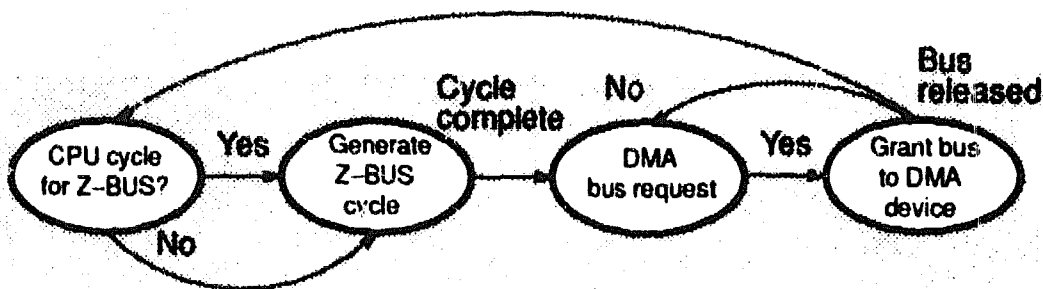 CPU cycle
for Z-BUS?
Yes
No
Generate
Z-BUS
cycle
Cycle
complete
DMA
bus request
No
Yes
Grant bus
to DMA
device
Bus
released